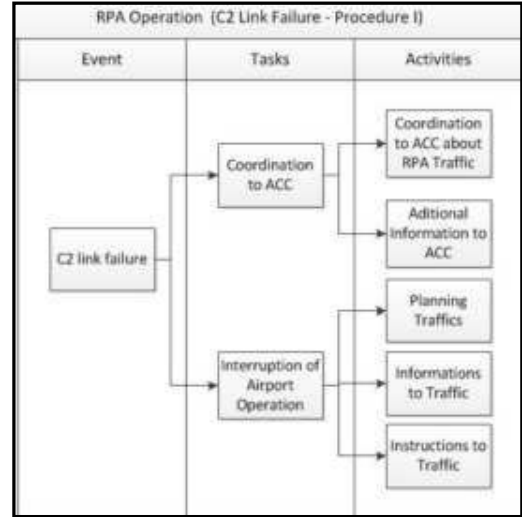 RPA Operation (C2 Link Failure - Procedure I)
Event
Tasks
Activities
C2 link failure
Coordination
to ACC
Interruption of
Airport
Operation
Coordination
to ACC about
RPA Traffic
Aditional
Information to
ACC
Planning
Traffics
Informations
to Traffic
Instructions to
Traffic